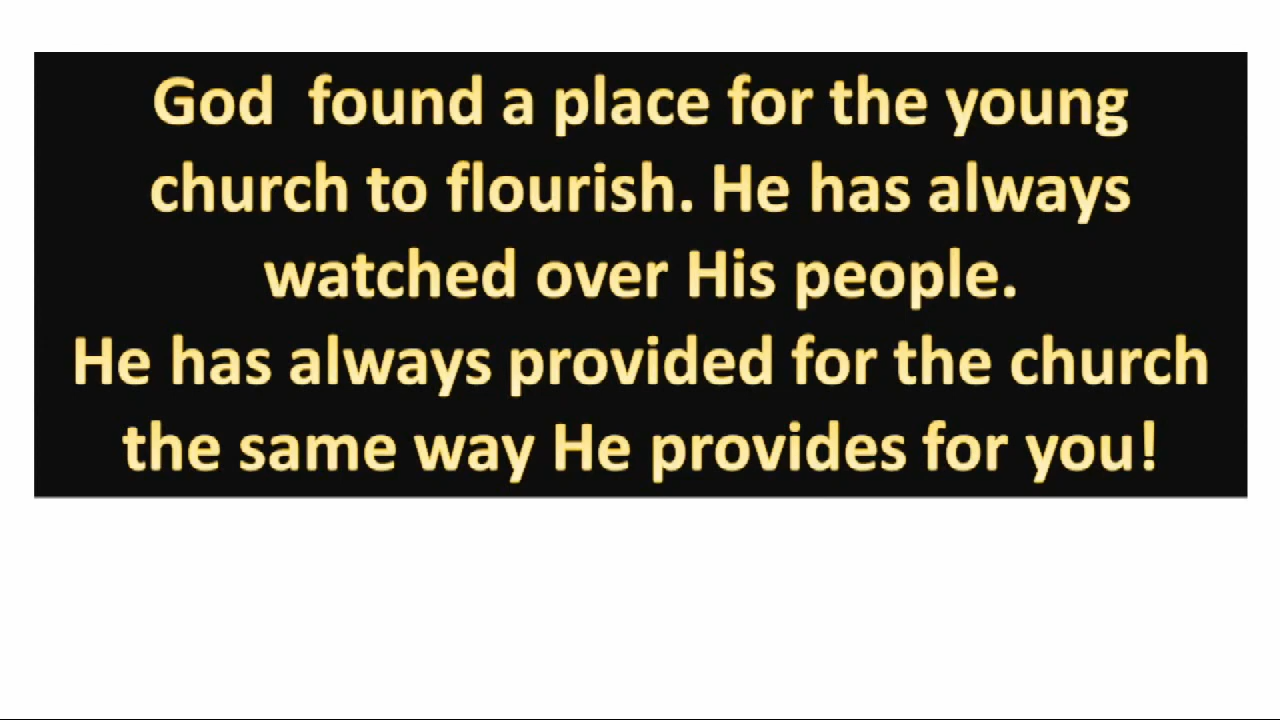 God  found a place for the young
church to flourish. He has always
watched over His people.
He has always provided for the church
the same way He provides for you!